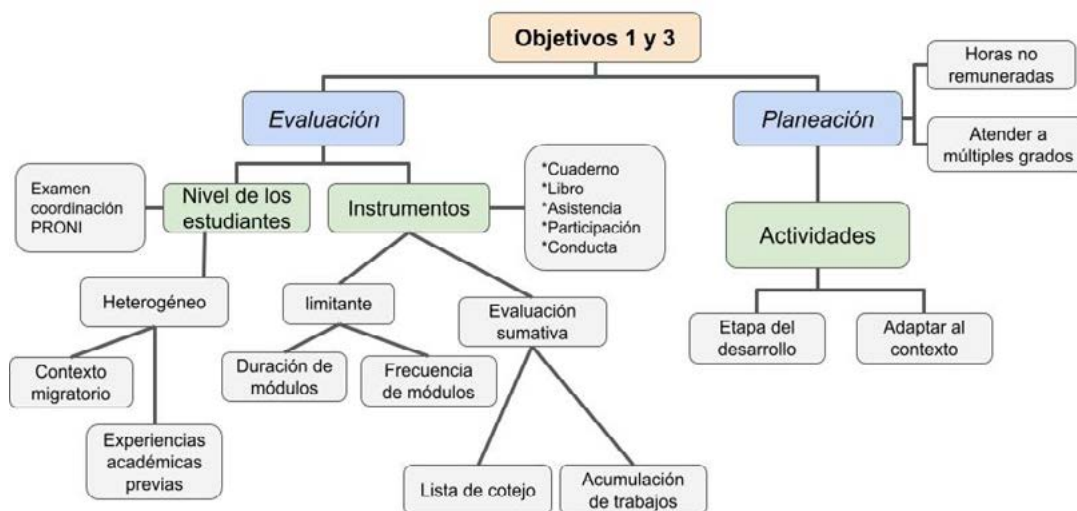 Objetivos 1 y 3
Horas no
remuneradas
Evaluación
Planeación
Atender a
múltiples grados
Examen
coordinación
PRONI
Nivel de los
estudiantes
Instrumentos
*Cuaderno
*Libro
*Asistencia
*Participación
*Conducta
Actividades
Heterogéneo
limitante
Evaluación
sumativa
Etapa del
desarrollo
Adaptar al
contexto
Contexto
migratorio
Duración de
módulos
Frecuencia
de módulos
Experiencias
académicas
previas
Lista de cotejo
Acumulación
de trabajos